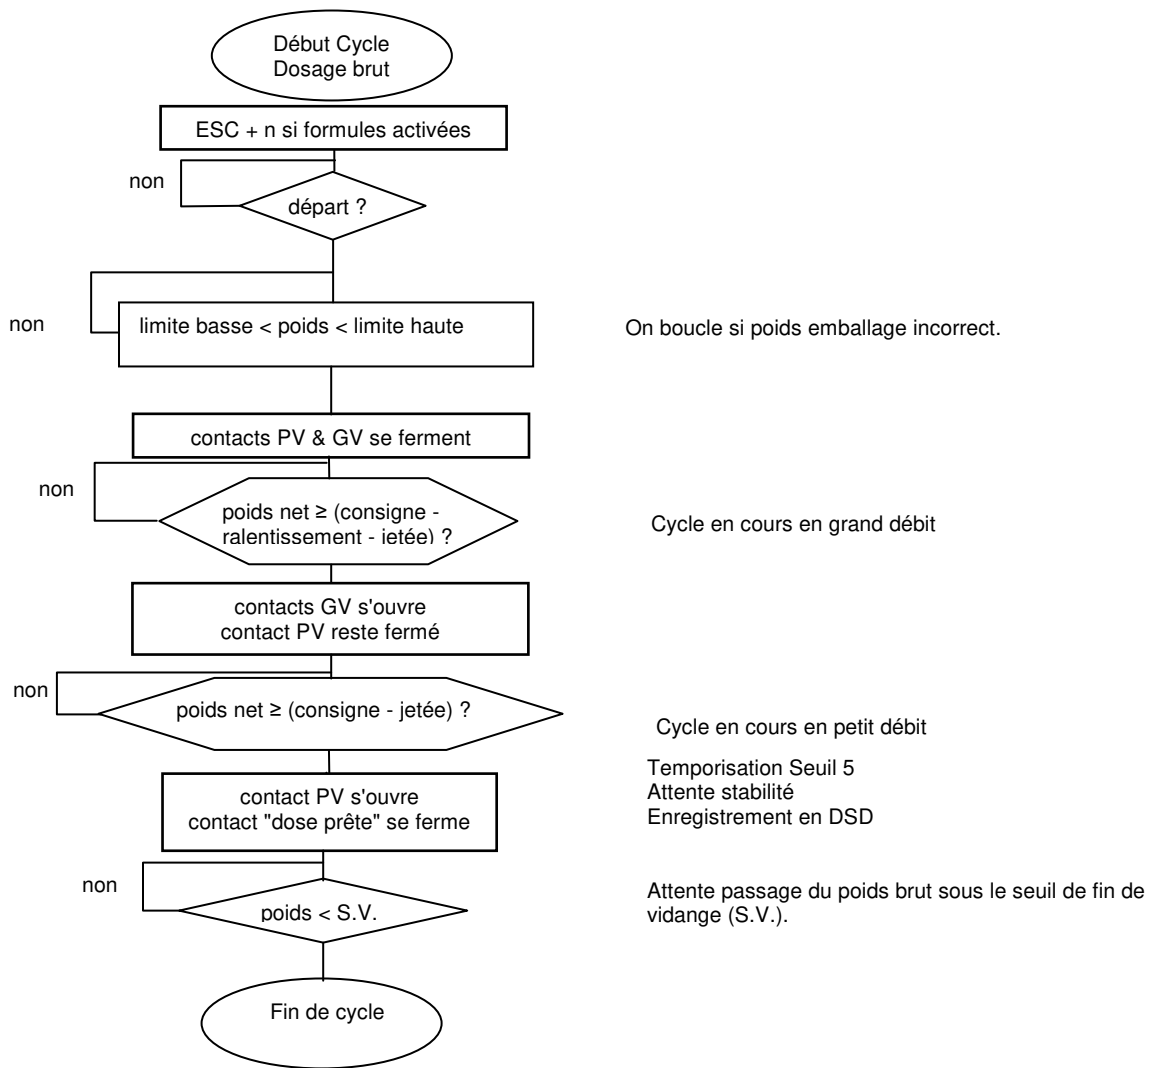 Début Cycle
Dosage brut
ESC + n si formules activées
non
départ ?
non
limite basse < poids < limite haute
On boucle si poids emballage incorrect.
contacts PV & GV se ferment
non
poids net ≥ (consigne -
ralentissement - jetée) ?
Cycle en cours en grand débit
contacts GV s'ouvre
contact PV reste fermé
non
poids net ≥ (consigne - jetée) ?
Cycle en cours en petit débit
Temporisation Seuil 5
Attente stabilité
Enregistrement en DSD
contact PV s'ouvre
contact "dose prête" se ferme
non
poids < S.V.
Attente passage du poids brut sous le seuil de fin de
vidange (S.V.).
Fin de cycle